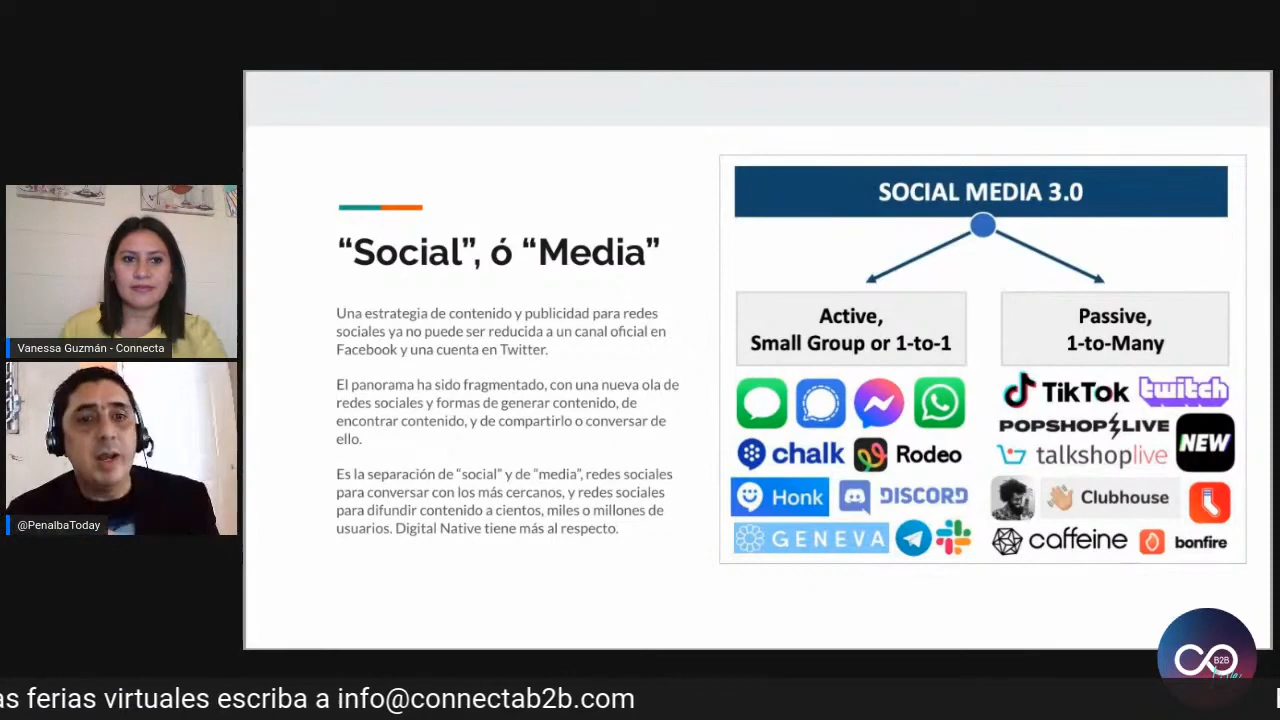 “Social”, ó “Media”
Una estrategia de contenido y publicidad para redes
sociales ya no puede ser reducida a un canal oficial en
Facebook y una cuenta en Twitter.
El panorama ha sido fragmentado, con una nueva ola de
redes sociales y formas de generar contenido, de
encontrar contenido, y de compartirlo o conversar de
ello.
Es la separación de “social” y de “media”, redes sociales
para conversar con los más cercanos, y redes sociales
para difundir contenido a cientos, miles o millones de
usuarios. Digital Native tiene más al respecto.
SOCIAL MEDIA 3.0
Active,
Small Group or 1-to-1
chalk
Rodeo
Honk
DISCORD
GENEVA
Passive,
1-to-Many
TikTok
twitch
POPSHOP LIVE
talkshoplive
NEW
Clubhouse
caffeine
bonfire
Vanessa Guzmán - Connecta
@PenalbaToday
B2B
as ferias virtuales escriba a info@connectab2b.com